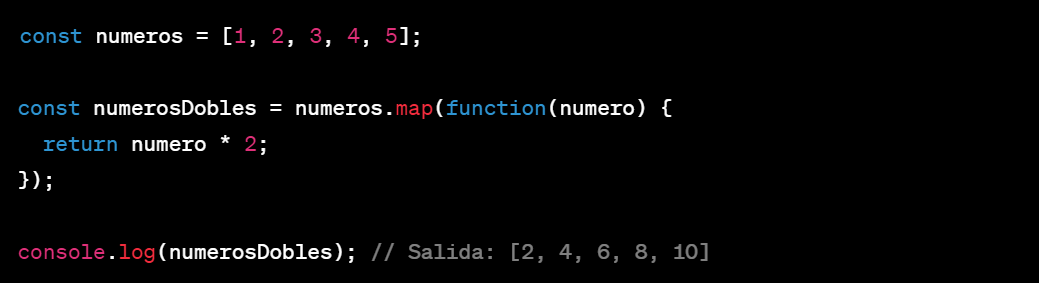 const numeros = [1, 2, 3, 4, 5];
const numerosDobles = numeros.map(function(numero) {
  return numero * 2;
});
console.log(numerosDobles); // Salida: [2, 4, 6, 8, 10]